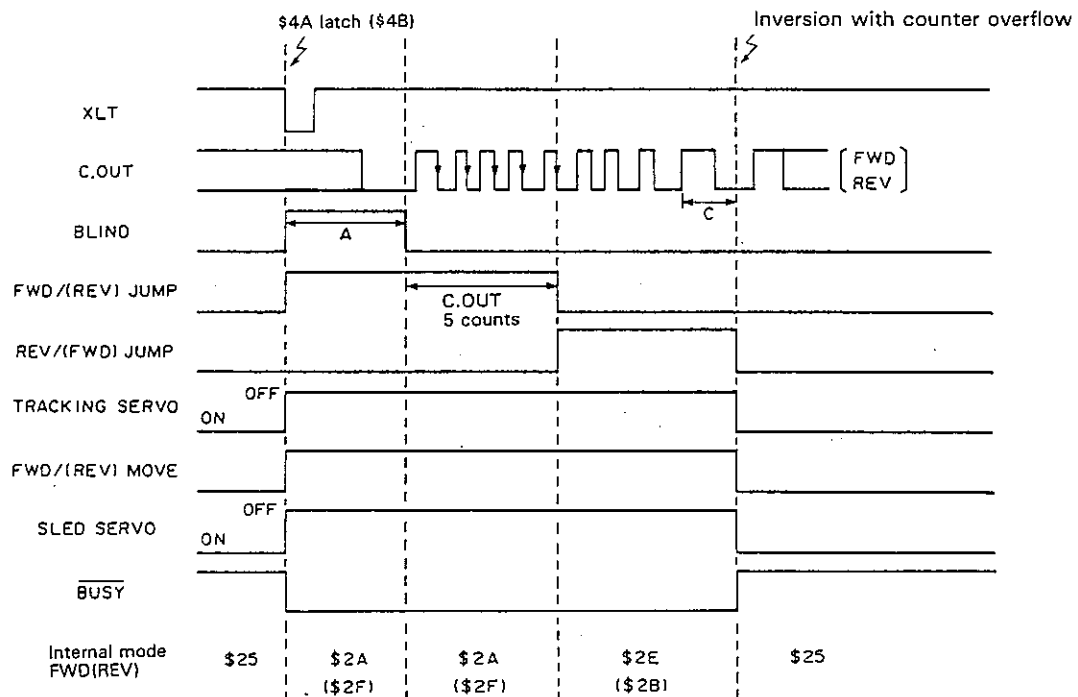 $4A latch ($4B)
Inversion with counter overflow
XLT
C.OUT
FWD
REV
C
BLIND
A
FWD/(REV) JUMP
C.OUT
5 counts
REV/(FWD) JUMP
OFF
TRACKING SERVO
ON
FWD/(REV) MOVE
OFF
SLED SERVO
ON
BUSY
Internal mode
FWD(REV)
$25
$2A
($2F)
$2A
($2F)
$2E
($2B)
$25